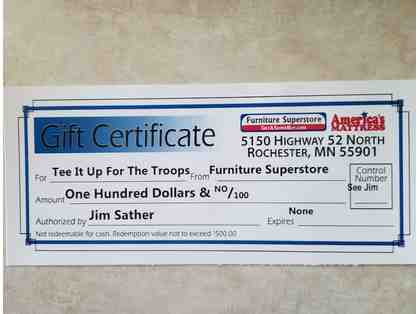 Gift Certificate
Furniture Superstore
America's
MATTRESS
5150 HIGHWAY 52 NORTH
ROCHESTER, MN 55901
For Tee It Up For The Troops From Furniture Superstore
Control
Number
See Jim
Amount One Hundred Dollars & NO/100
Authorized by Jim Sather Expires None
Not redeemable for cash. Redemption value not to exceed $500.00